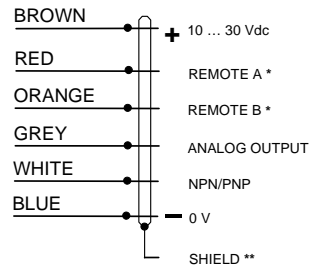 BROWN
+ 10 ... 30 Vdc
RED
REMOTE A *
ORANGE
REMOTE B *
GREY
ANALOG OUTPUT
WHITE
NPN/PNP
BLUE
− 0 V
SHIELD **